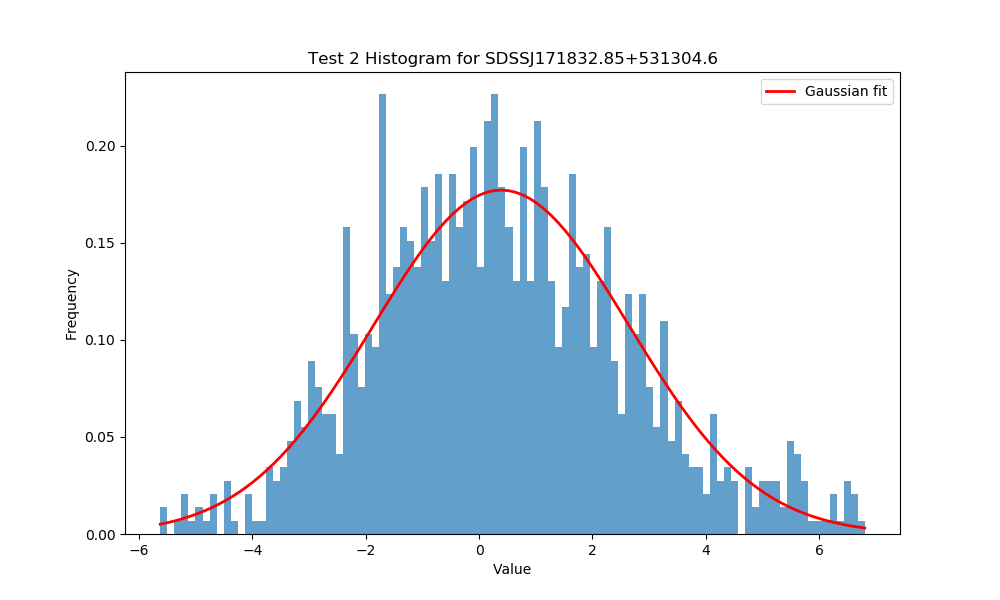 Test 2 Histogram for SDSSJ171832.85+531304.6
Gaussian fit
0.20
0.15
0.10
0.05
0.00
Frequency
−6 −4 −2 0 2 4 6
Value